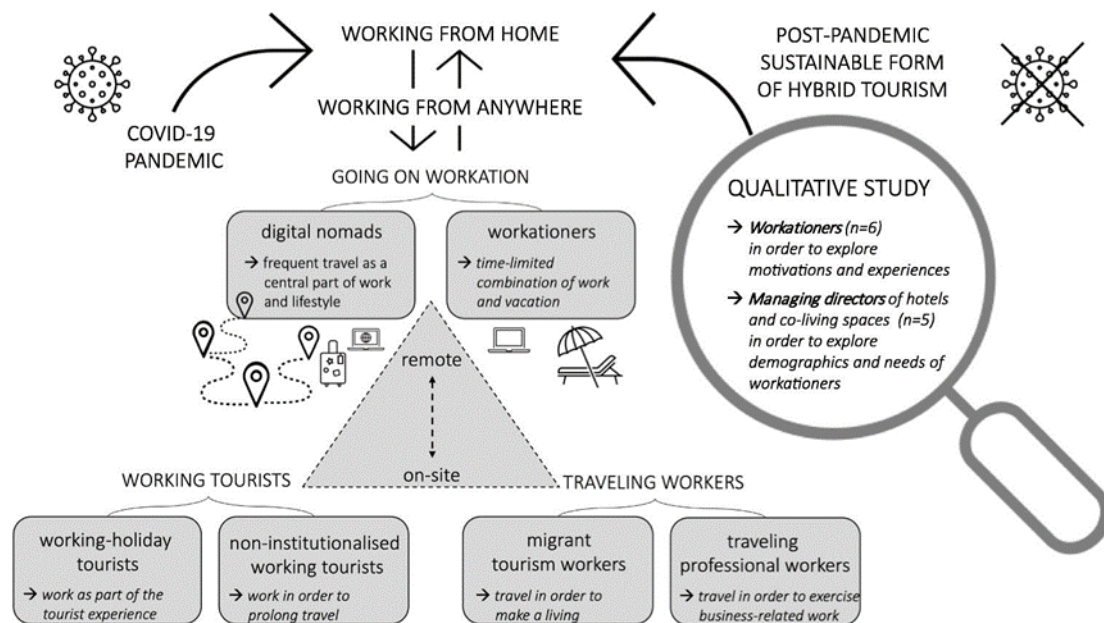 WORKING FROM HOME
WORKING FROM ANYWHERE
COVID-19
PANDEMIC
POST-PANDEMIC
SUSTAINABLE FORM
OF HYBRID TOURISM
GOING ON WORKATION
digital nomads
→ frequent travel as a
central part of work
and lifestyle
workationers
→ time-limited
combination of work
and vacation
QUALITATIVE STUDY
→ Workationers (n=6)
in order to explore
motivations and experiences
→ Managing directors of hotels
and co-living spaces (n=5)
in order to explore
demographics and needs of
workationers
remote
on-site
WORKING TOURISTS
working-holiday
tourists
→ work as part of the
tourist experience
non-institutionalised
working tourists
→ work in order to
prolong travel
TRAVELING WORKERS
migrant
tourism workers
→ travel in order to
make a living
traveling
professional workers
→ travel in order to exercise
business-related work